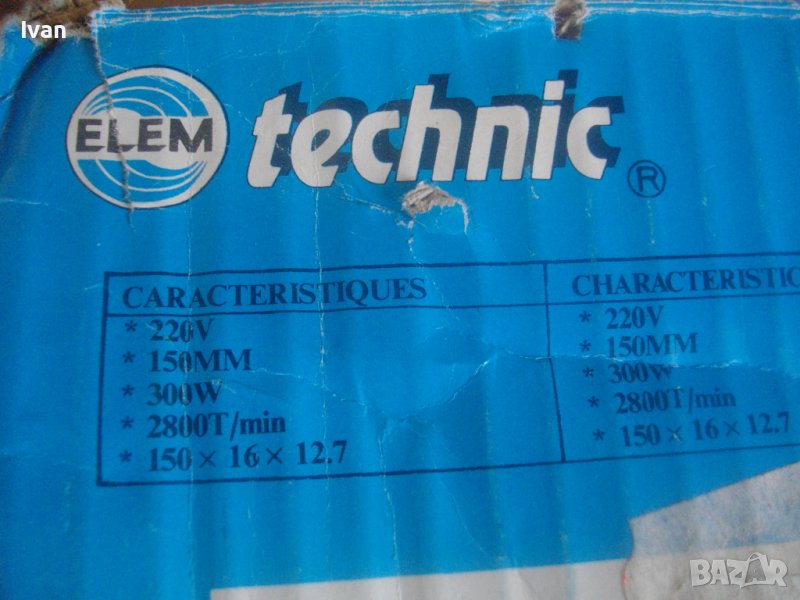 Ivan
ELEM technic ®
CARACTERISTIQUES
* 220V
* 150MM
* 300W
* 2800T/min
* 150 × 16 × 12.7
CHARACTERISTIC
* 220V
* 150MM
* 300W
* 2800T/min
* 150 × 16 × 12.7
BAZAR